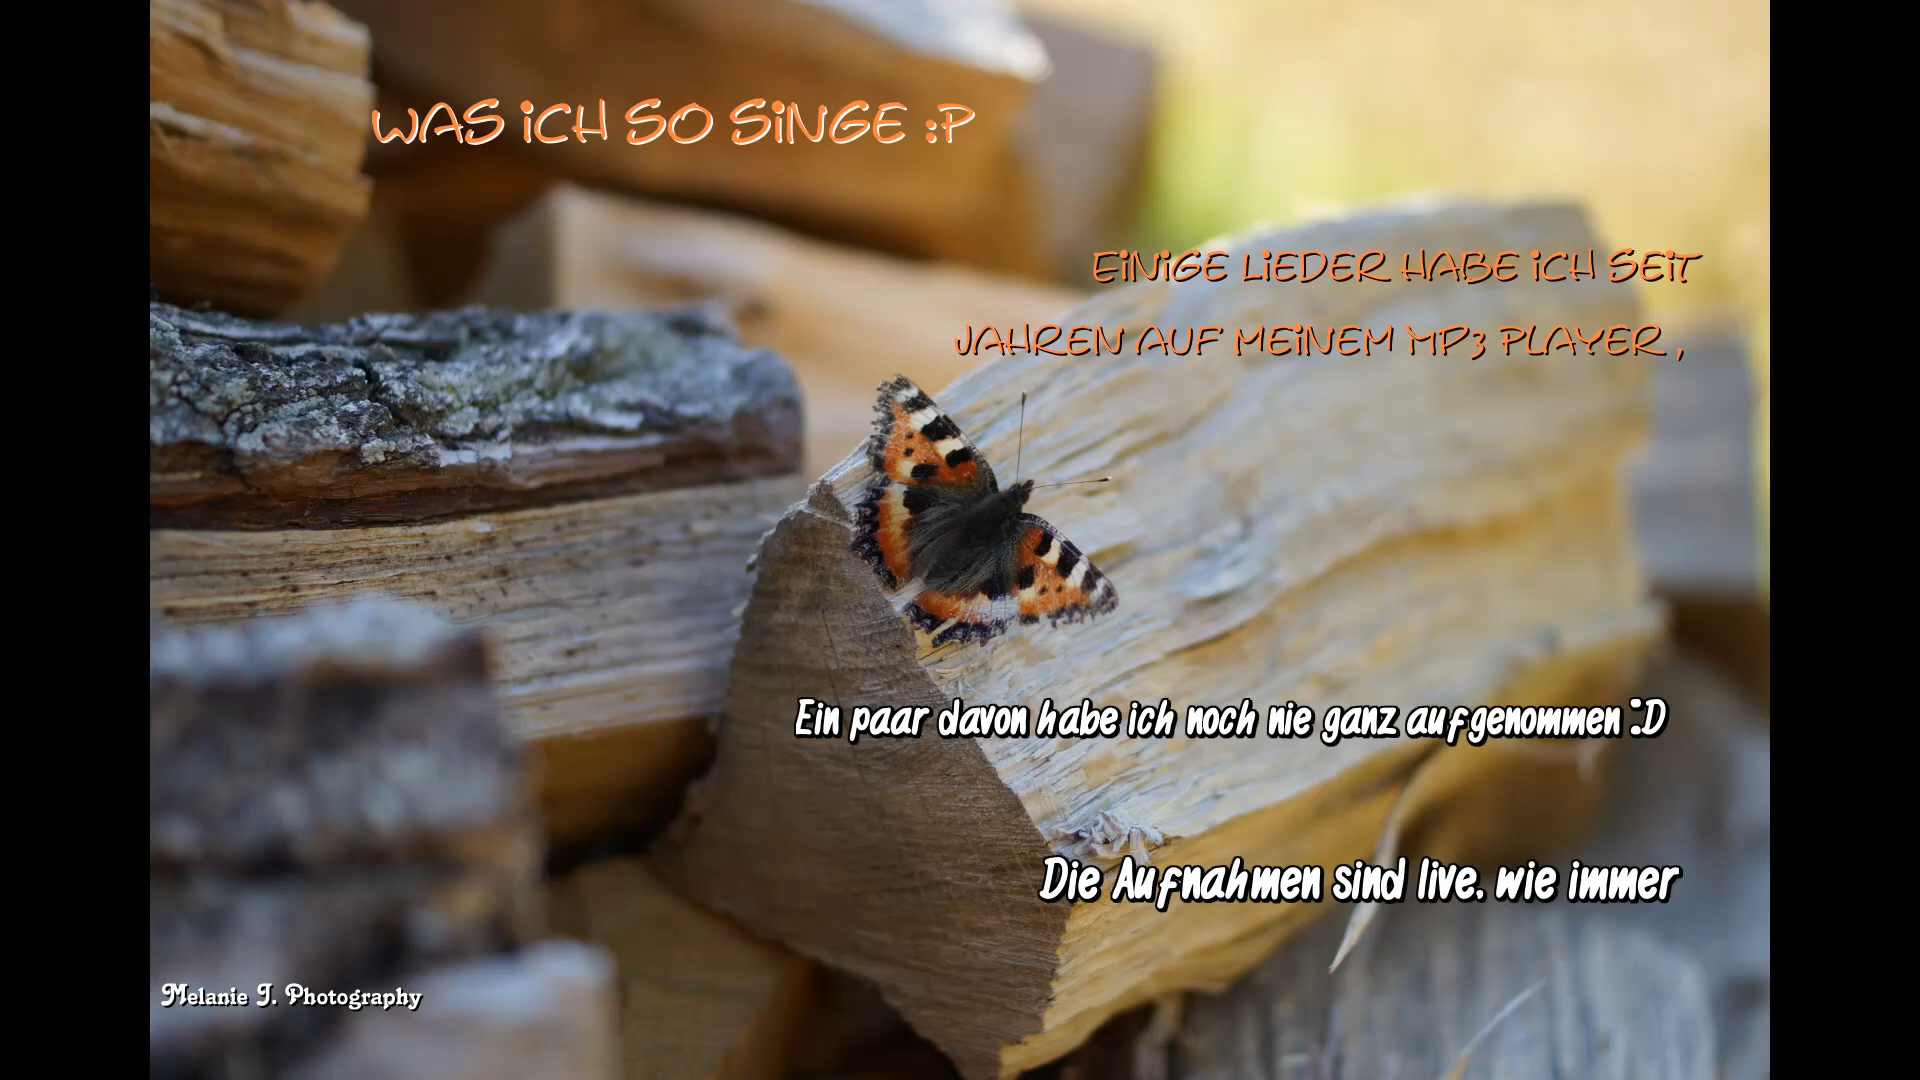 WAS iCH SO SiNGE :P
EiNiGE LiEDER HABE iCH SEiT
JAHREN AUF MEiNEM MP3 PLAYER ,
Ein paar davon habe ich noch nie ganz aufgenommen :D
Die Aufnahmen sind live. wie immer
Melanie J. Photography